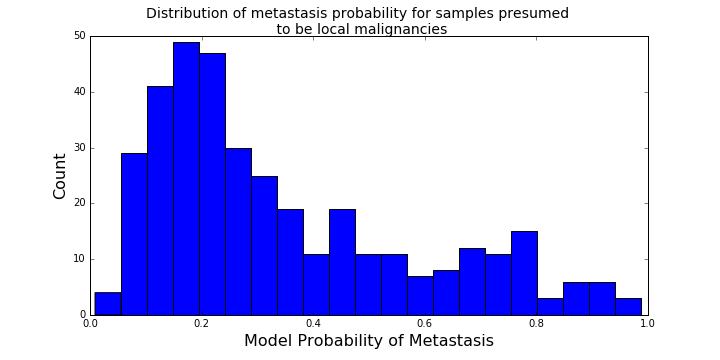 Distribution of metastasis probability for samples presumed
to be local malignancies
50
40
30
20
10
0
Count
0.0 0.2 0.4 0.6 0.8 1.0
Model Probability of Metastasis